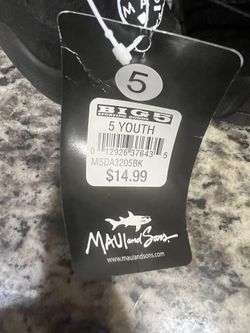 5
BIG 5
SPORTING GOODS
5 YOUTH
0 12926 37643 5
MSDA3205BK
$14.99
MAUI and Sons
www.mauiandsons.com